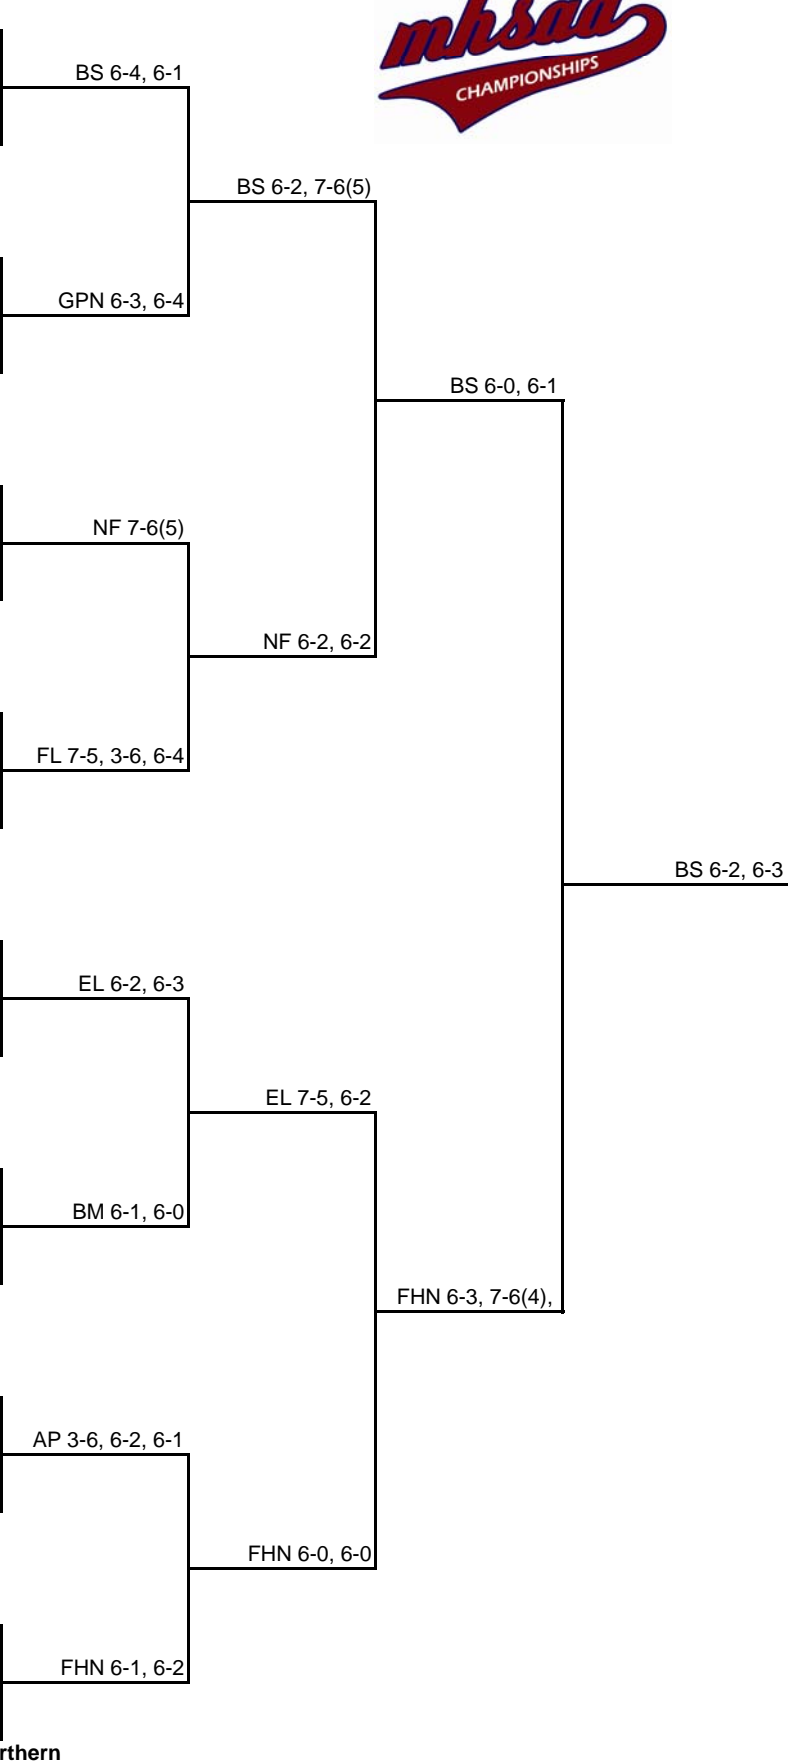 mhsaa
CHAMPIONSHIPS
BS 6-4, 6-1
BS 6-2, 7-6(5)
GPN 6-3, 6-4
BS 6-0, 6-1
NF 7-6(5)
NF 6-2, 6-2
FL 7-5, 3-6, 6-4
BS 6-2, 6-3
EL 6-2, 6-3
EL 7-5, 6-2
BM 6-1, 6-0
FHN 6-3, 7-6(4),
AP 3-6, 6-2, 6-1
FHN 6-0, 6-0
FHN 6-1, 6-2
rthern